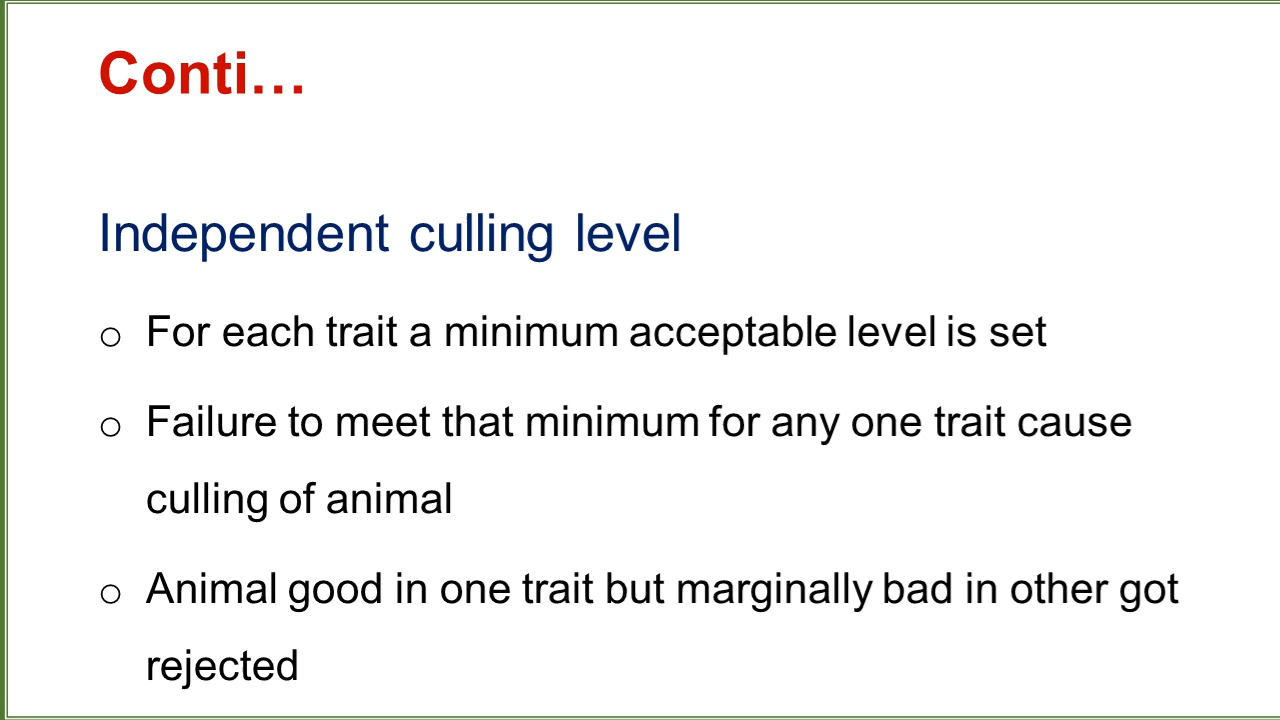 Conti…
Independent culling level
o For each trait a minimum acceptable level is set
o Failure to meet that minimum for any one trait cause
culling of animal
o Animal good in one trait but marginally bad in other got
rejected